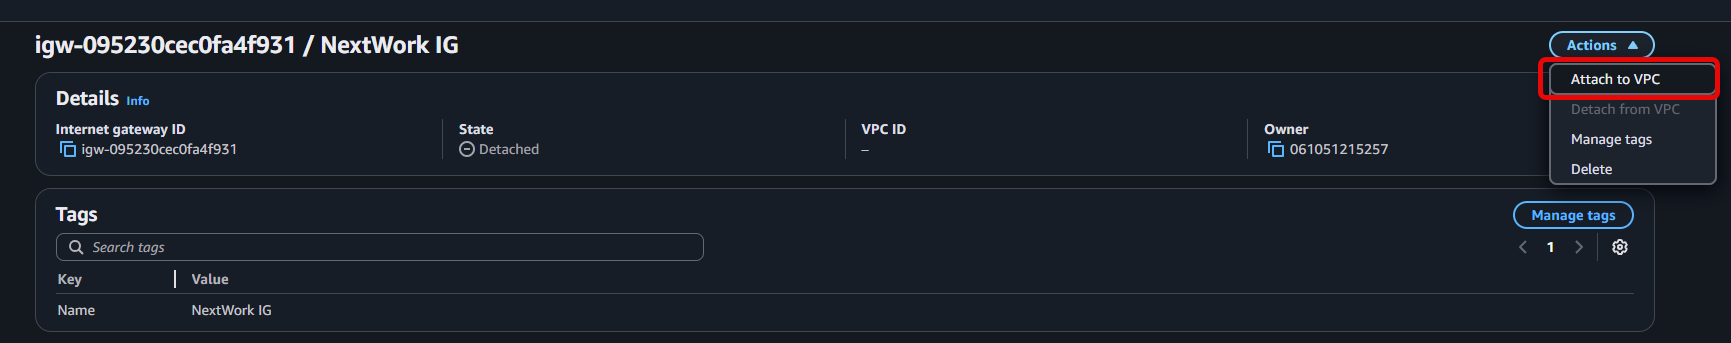 igw-095230cec0fa4f931 / NextWork IG
Actions
Attach to VPC
Detach from VPC
Manage tags
Delete
Details Info
Internet gateway ID
igw-095230cec0fa4f931
State
Detached
VPC ID
–
Owner
061051215257
Tags
Manage tags
Search tags
1
Key Value
Name NextWork IG